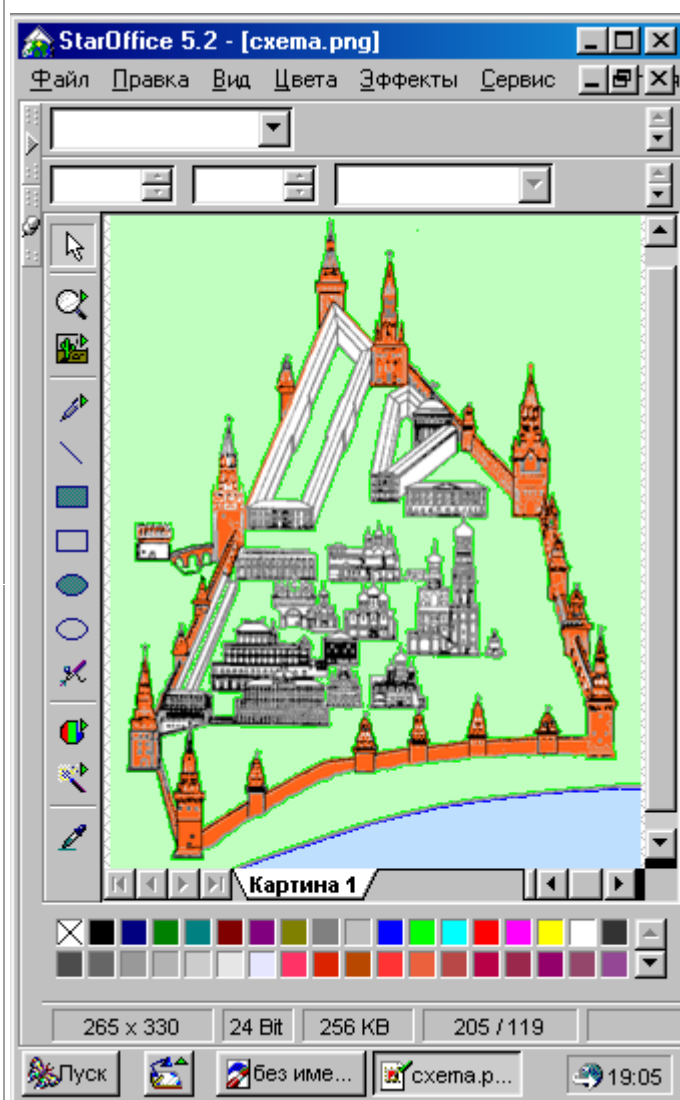 StarOffice 5.2 - [схема.png]
Файл Правка Вид Цвета Эффекты Сервис
Картина 1
265 x 330 24 Bit 256 KB 205 / 119
Пуск без име... схема.p... 19:05